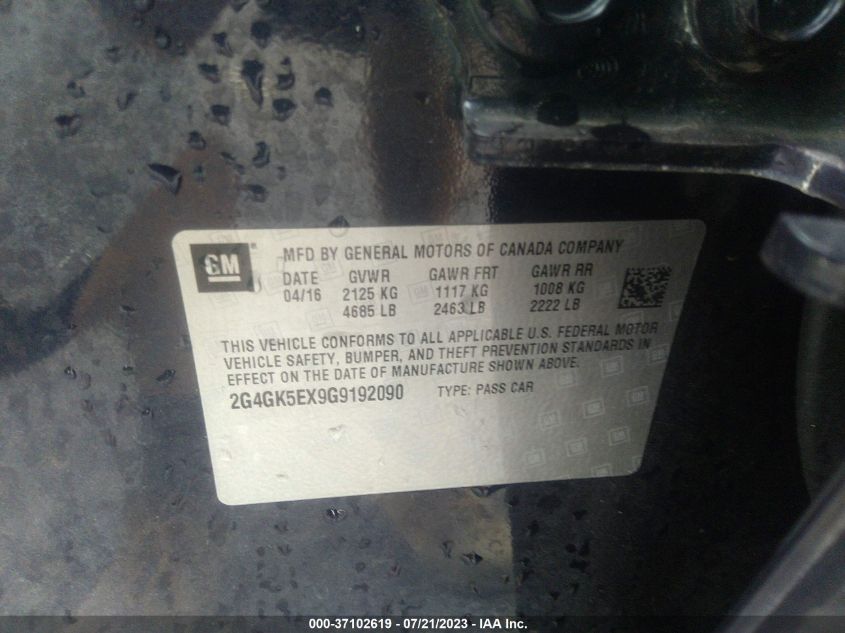 GM
MFD BY GENERAL MOTORS OF CANADA COMPANY
DATE GVWR GAWR FRT GAWR RR
04/16 2125 KG 1117 KG 1008 KG
4685 LB 2463 LB 2222 LB
THIS VEHICLE CONFORMS TO ALL APPLICABLE U.S. FEDERAL MOTOR
VEHICLE SAFETY, BUMPER, AND THEFT PREVENTION STANDARDS IN
EFFECT ON THE DATE OF MANUFACTURE SHOWN ABOVE.
2G4GK5EX9G9192090 TYPE: PASS CAR
000-37102619 - 07/21/2023 - IAA Inc.